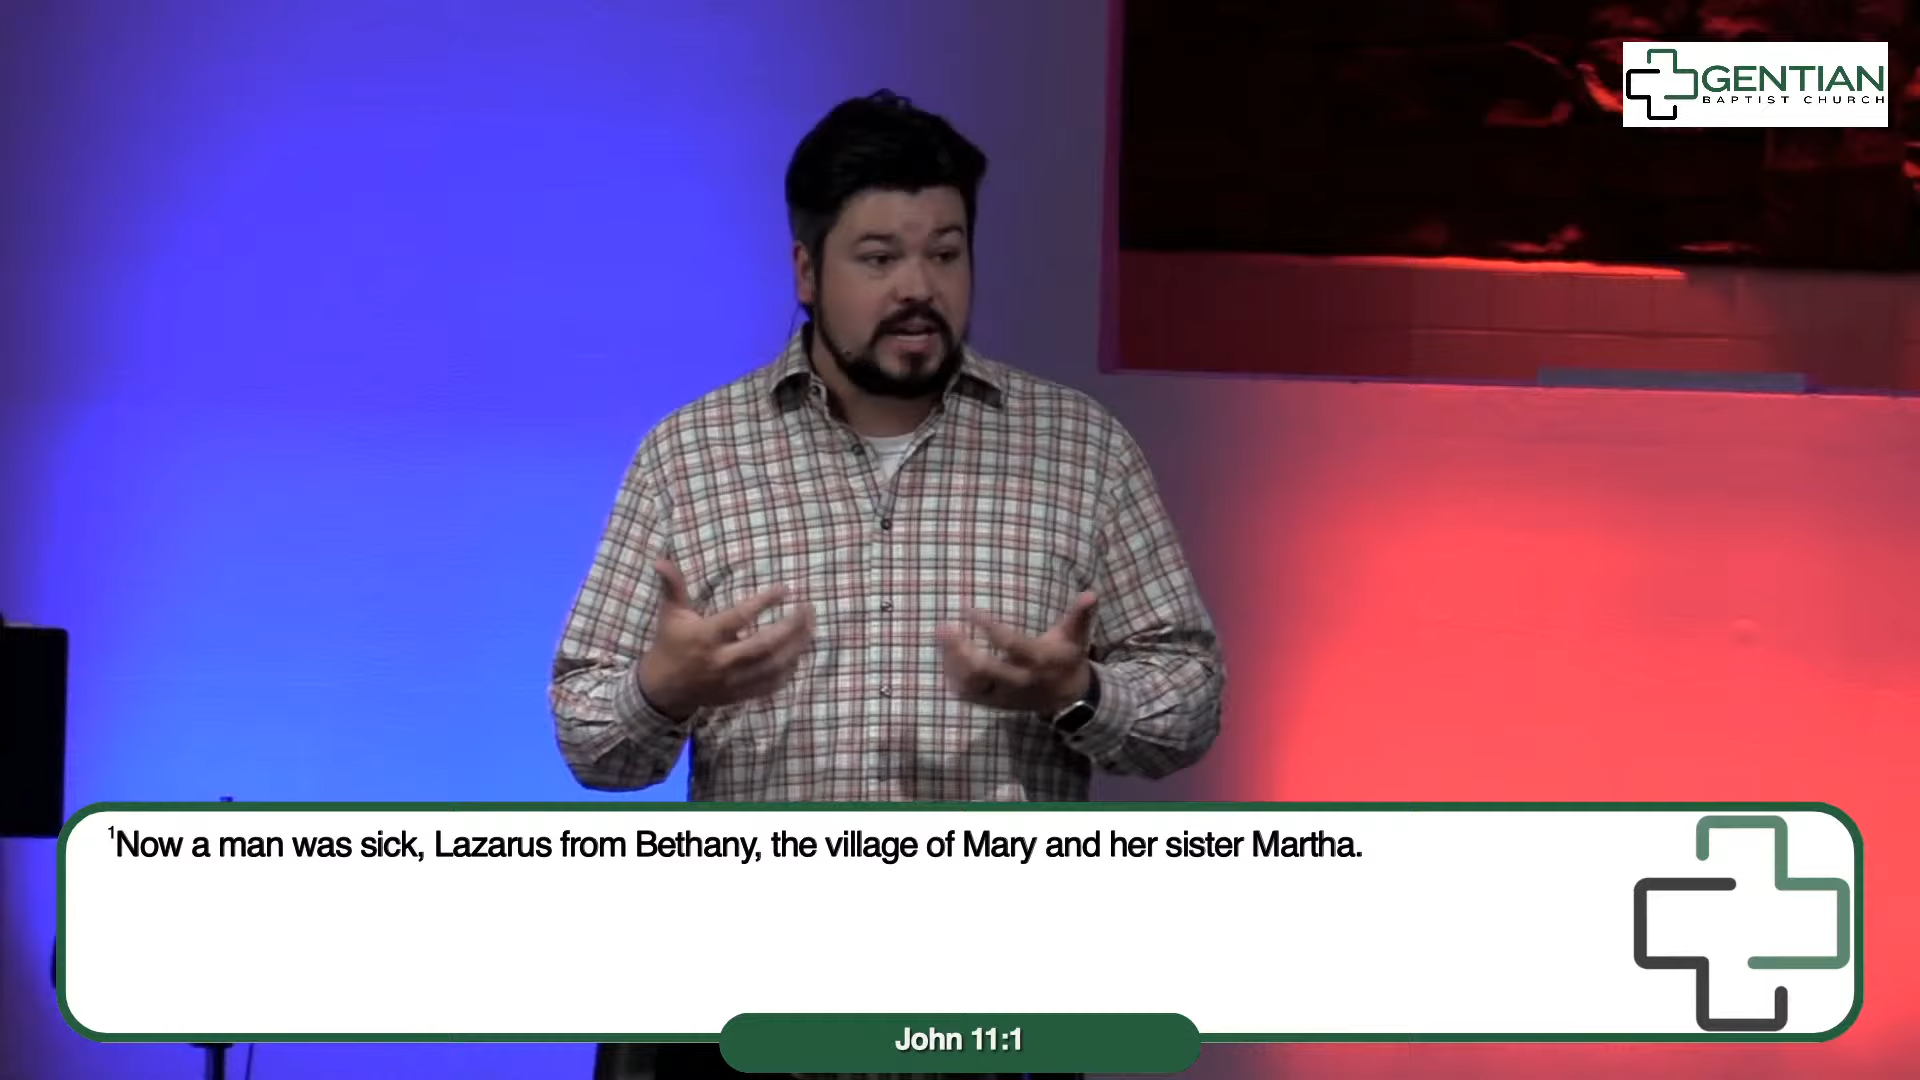 GENTIAN
BAPTIST CHURCH
¹Now a man was sick, Lazarus from Bethany, the village of Mary and her sister Martha.
John 11:1